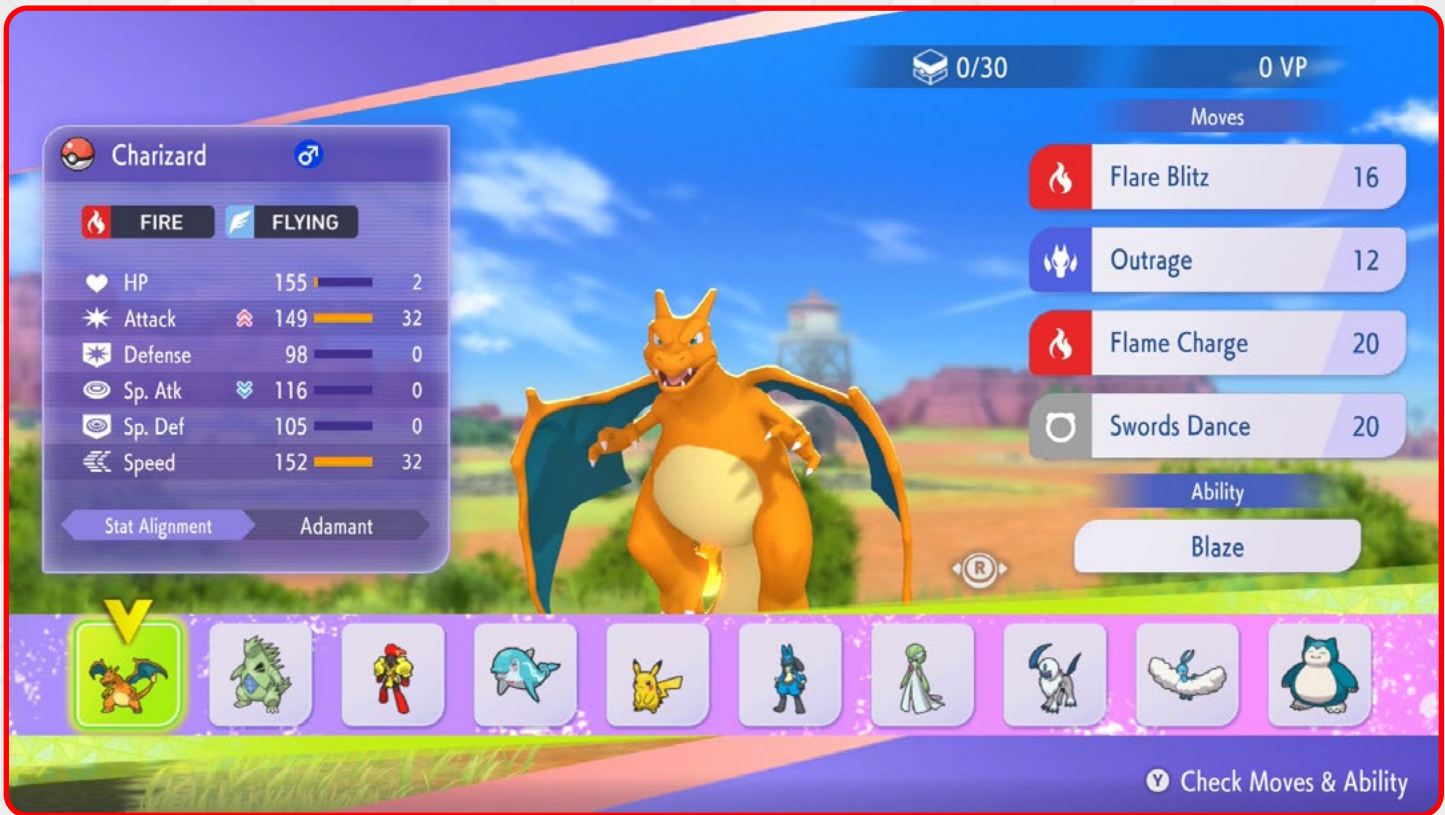 0/30
0 VP
Charizard
FIRE FLYING
HP 155 2
Attack 149 32
Defense 98 0
Sp. Atk 116 0
Sp. Def 105 0
Speed 152 32
Stat Alignment Adamant
Moves
Flare Blitz 16
Outrage 12
Flame Charge 20
Swords Dance 20
Ability
Blaze
R
Y Check Moves & Ability